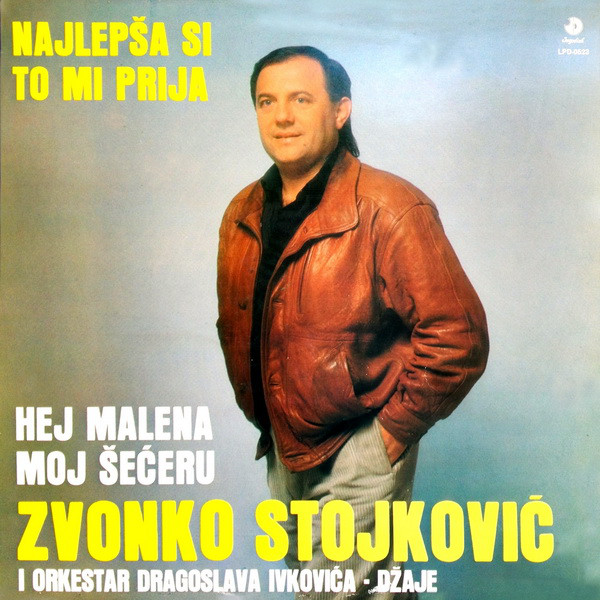 NAJLEPŠA SI
TO MI PRIJA
LPD-0623
HEJ MALENA
MOJ ŠEĆERU
ZVONKO STOJKOVIĆ
I ORKESTAR DRAGOSLAVA IVKOVIĆA - DŽAJE